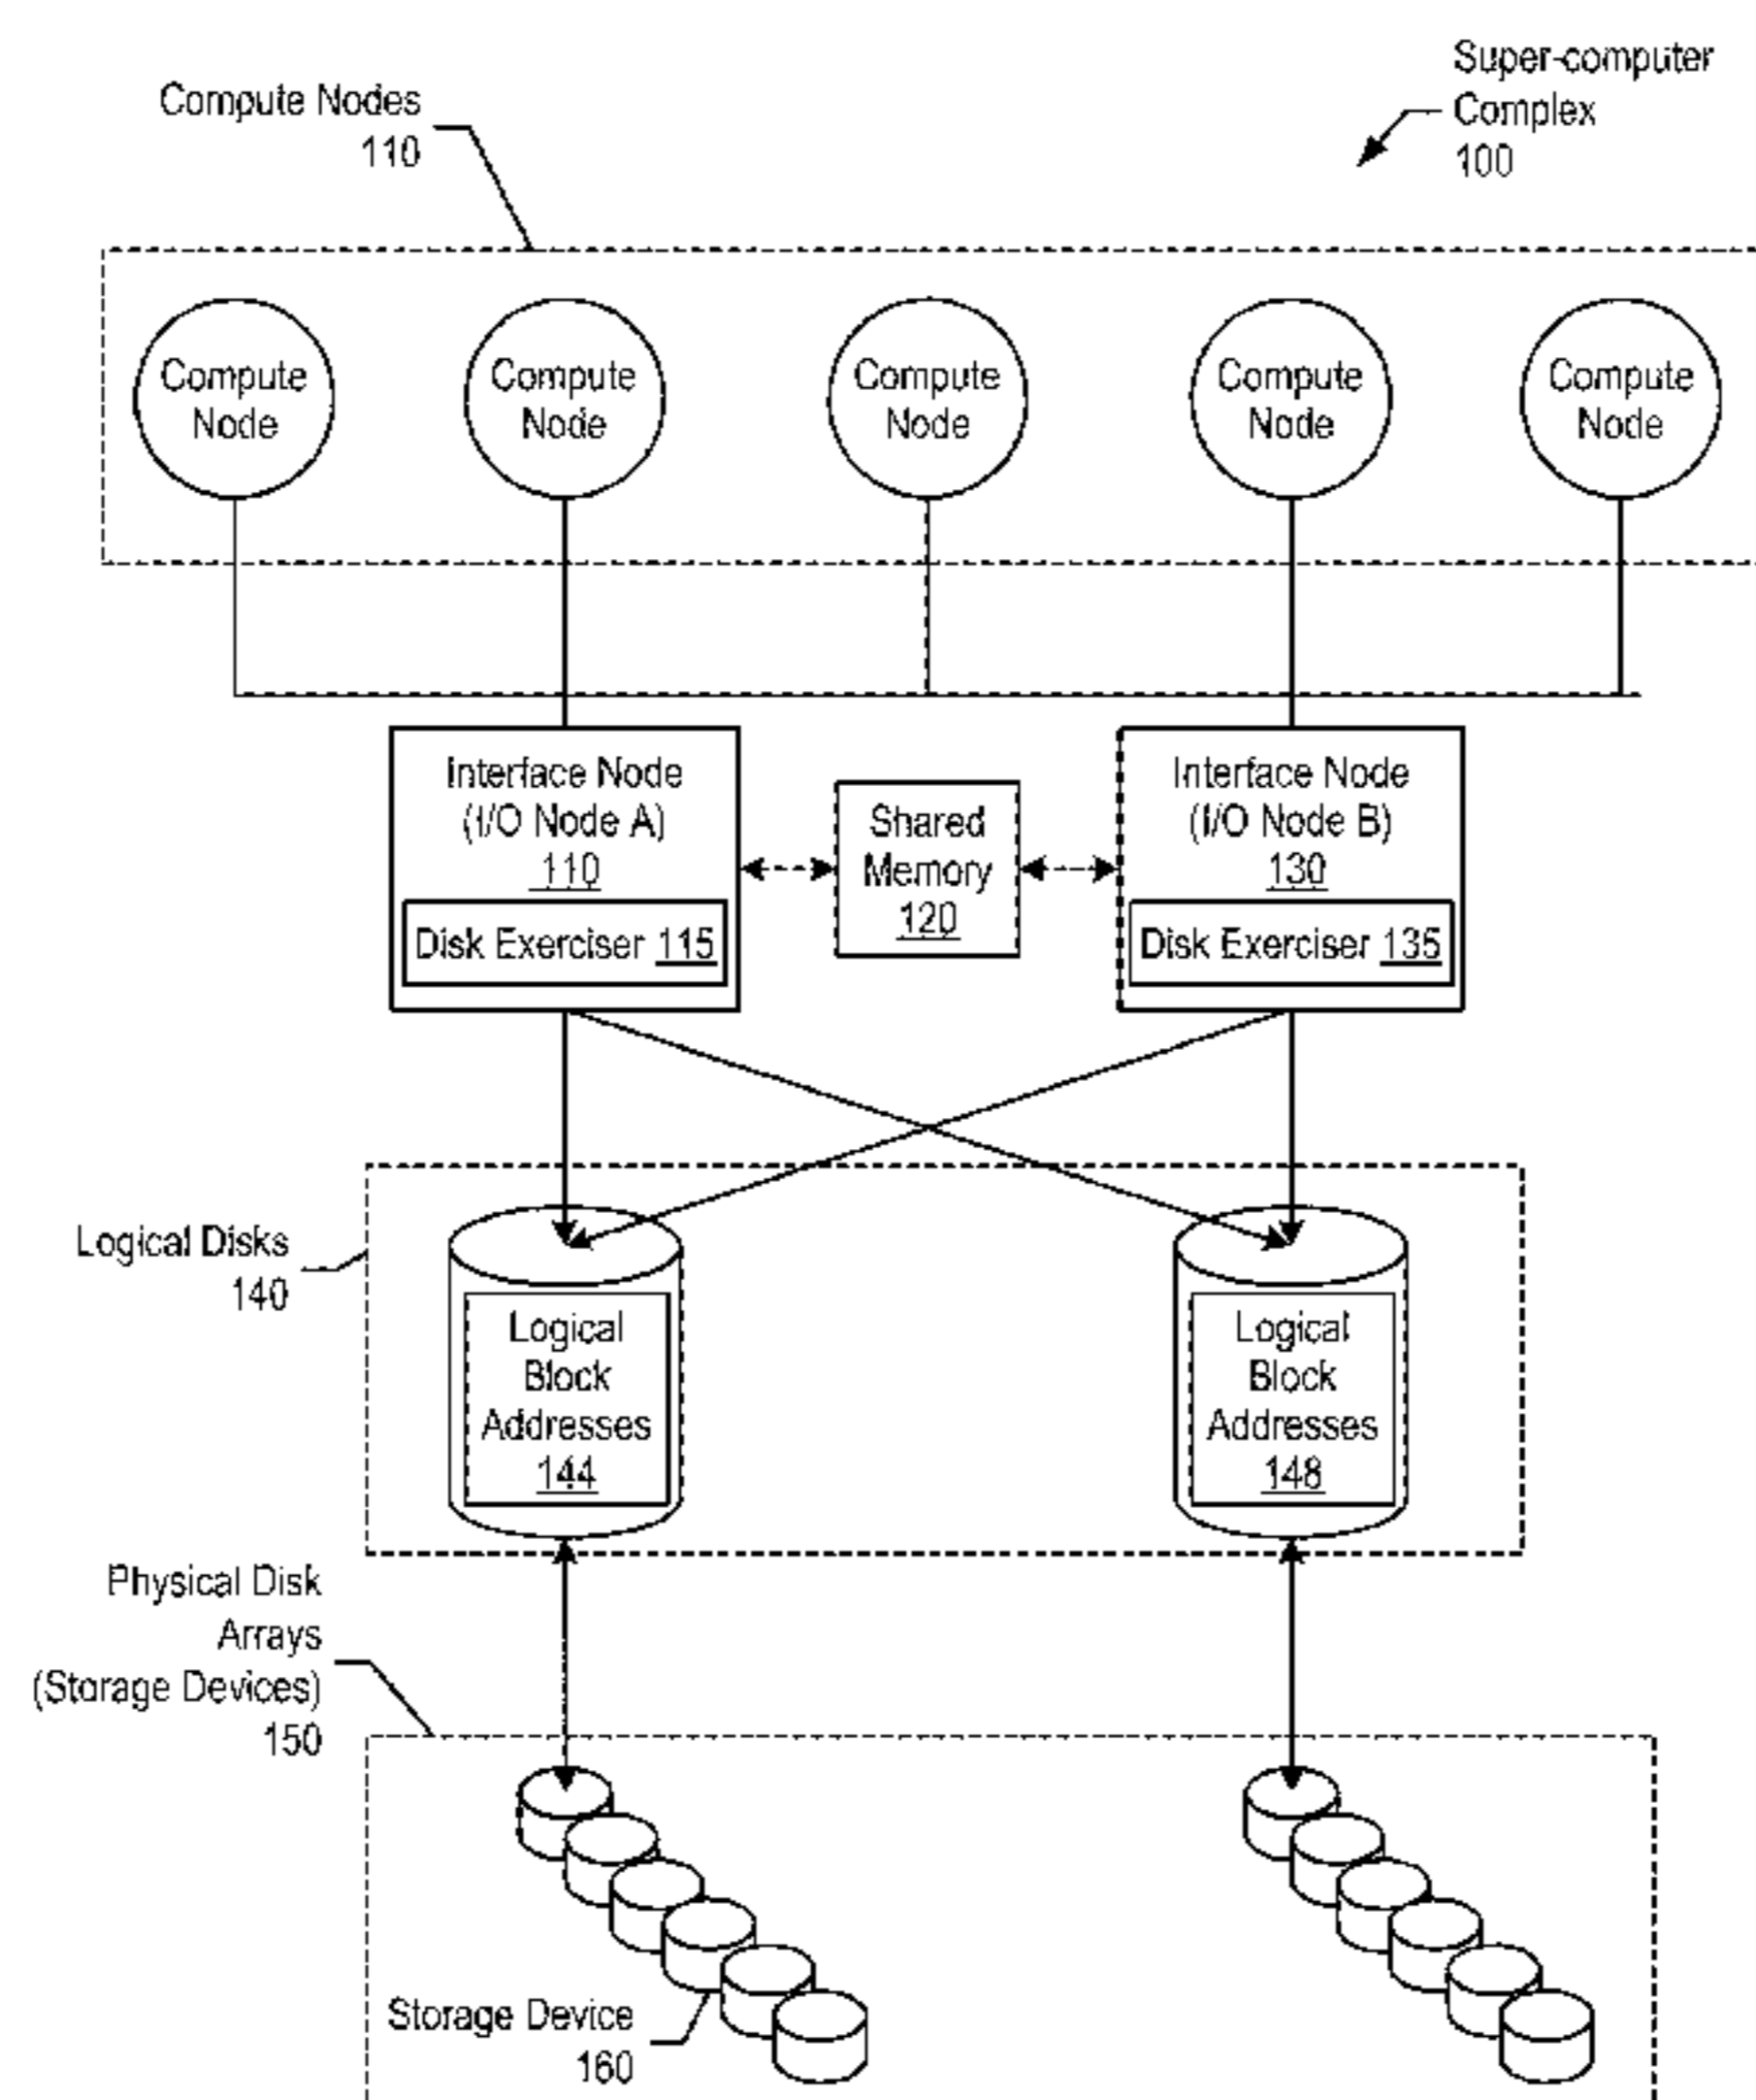 Super-computer
Complex
100
Compute Nodes
110
Compute
Node
Compute
Node
Compute
Node
Compute
Node
Compute
Node
Interface Node
(I/O Node A)
110
Disk Exerciser 115
Shared
Memory
120
Interface Node
(I/O Node B)
130
Disk Exerciser 135
Logical Disks
140
Logical
Block
Addresses
144
Logical
Block
Addresses
148
Physical Disk
Arrays
(Storage Devices)
150
Storage Device
160